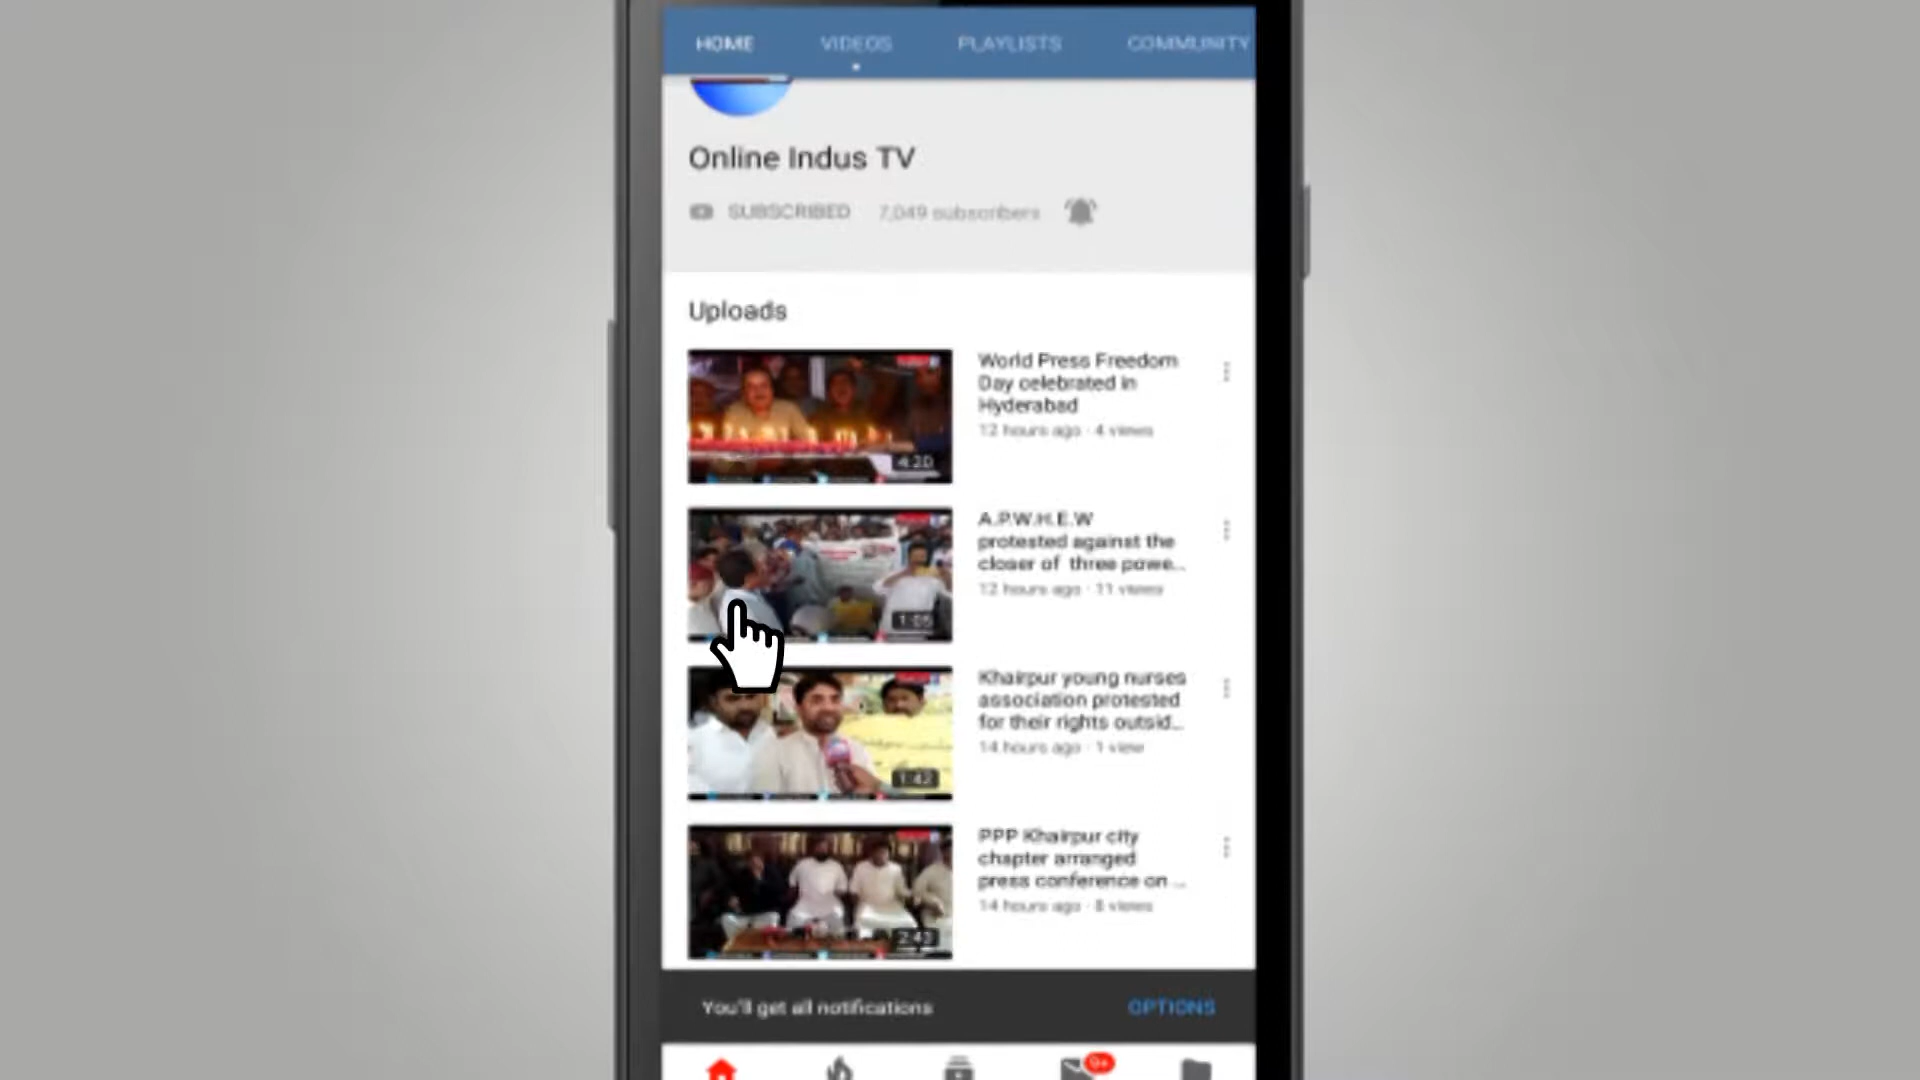 HOME VIDEOS PLAYLISTS COMMUNITY
Online Indus TV
SUBSCRIBED 7,049 subscribers
Uploads
World Press Freedom
Day celebrated in
Hyderabad
12 hours ago · 4 views
4:20
A.P.W.H.E.W
protested against the
closer of three powe...
12 hours ago · 11 views
1:05
Khairpur young nurses
association protested
for their rights outsid...
14 hours ago · 1 view
1:42
PPP Khairpur city
chapter arranged
press conference on ...
14 hours ago · 8 views
2:43
You'll get all notifications OPTIONS
9+